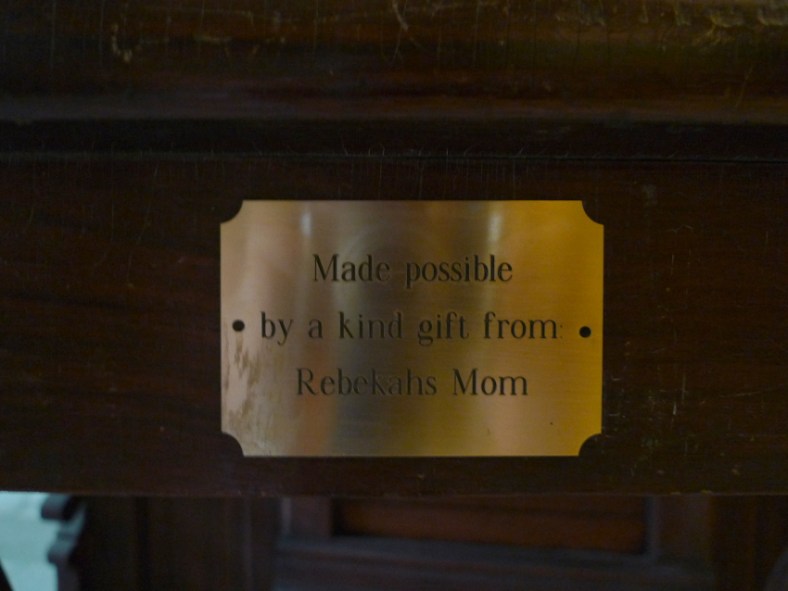 Made possible
by a kind gift from:
Rebekahs Mom